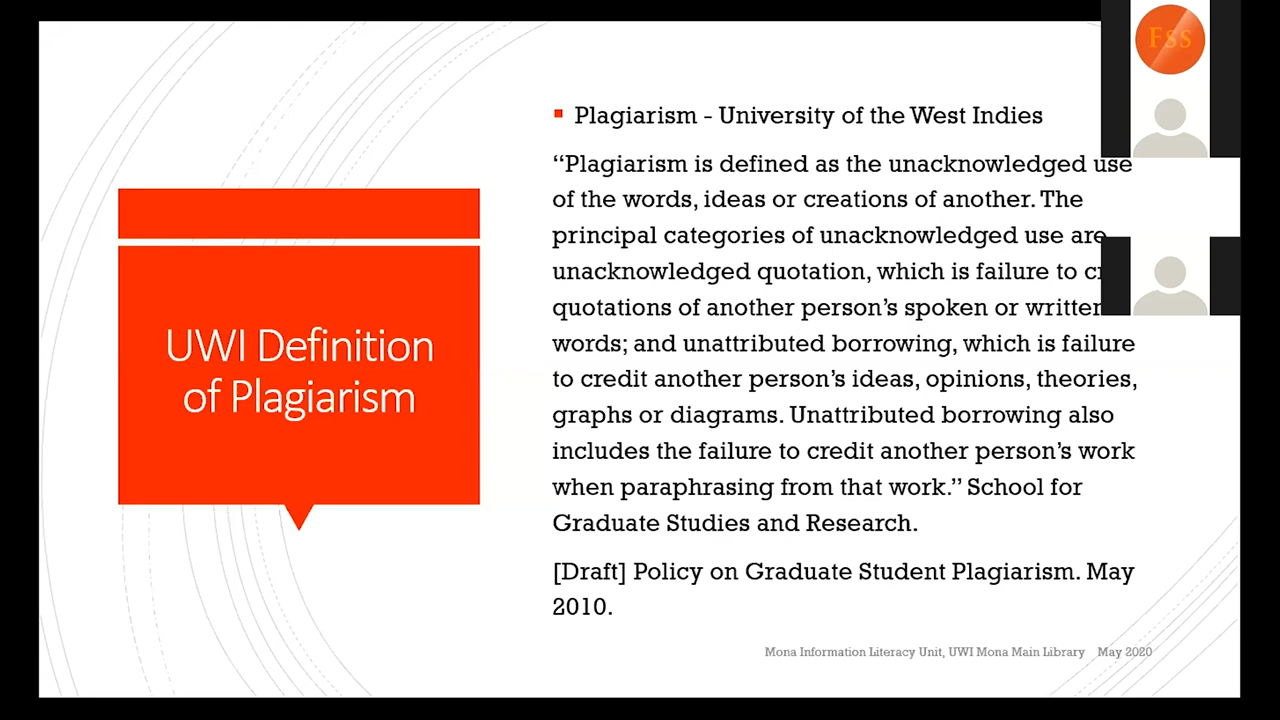 Fss
Plagiarism - University of the West Indies
“Plagiarism is defined as the unacknowledged use
of the words, ideas or creations of another. The
principal categories of unacknowledged use are
unacknowledged quotation, which is failure to
quotations of another person’s spoken or written
words; and unattributed borrowing, which is failure
to credit another person’s ideas, opinions, theories,
graphs or diagrams. Unattributed borrowing also
includes the failure to credit another person’s work
when paraphrasing from that work.” School for
Graduate Studies and Research.
[Draft] Policy on Graduate Student Plagiarism. May
2010.
UWI Definition
of Plagiarism
Mona Information Literacy Unit, UWI Mona Main Library May 2020